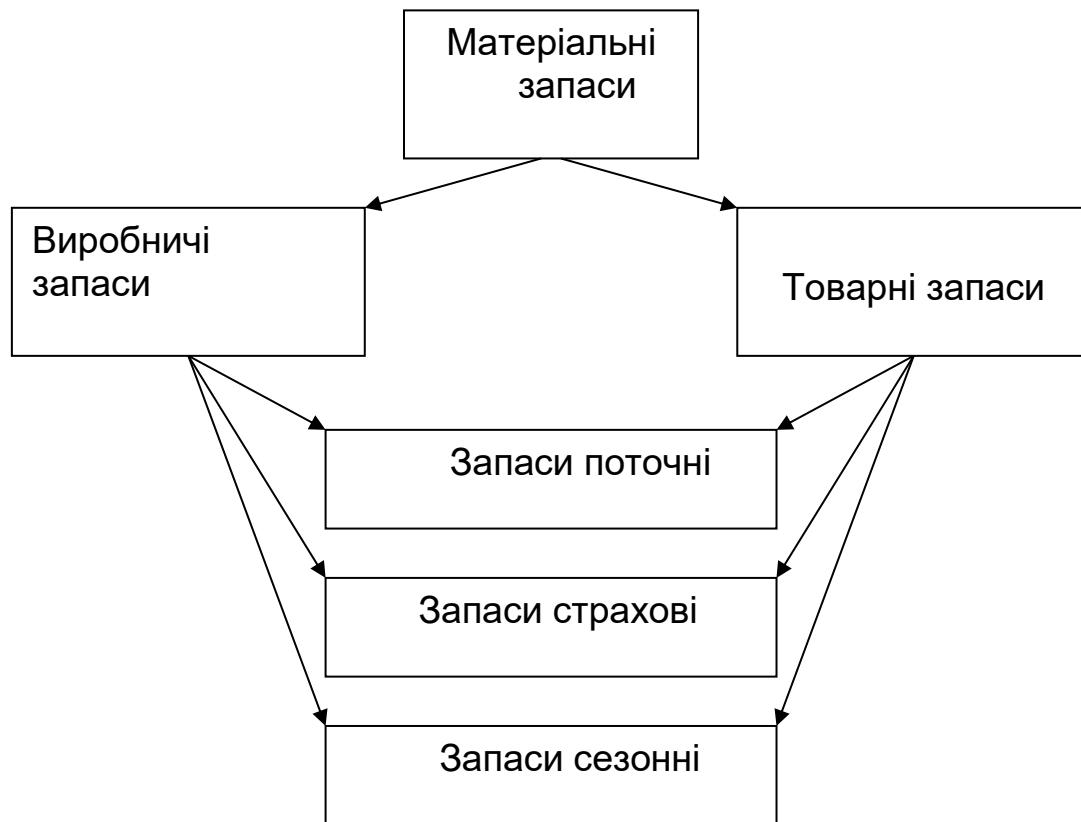 Матеріальні
запаси
Виробничі
запаси
Товарні запаси
Запаси поточні
Запаси страхові
Запаси сезонні